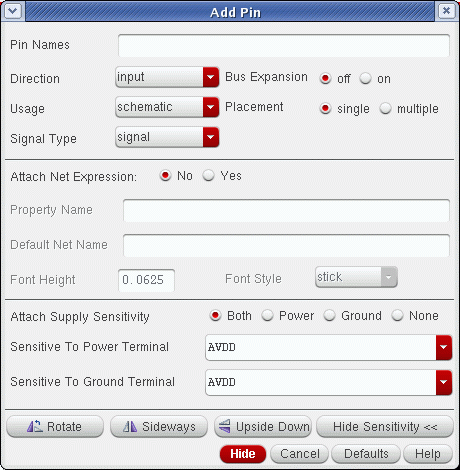 Add Pin
Pin Names
Direction input Bus Expansion off on
Usage schematic Placement single multiple
Signal Type signal
Attach Net Expression: No Yes
Property Name
Default Net Name
Font Height 0.0625 Font Style stick
Attach Supply Sensitivity Both Power Ground None
Sensitive To Power Terminal AVDD
Sensitive To Ground Terminal AVDD
Rotate Sideways Upside Down Hide Sensitivity <<
Hide Cancel Defaults Help